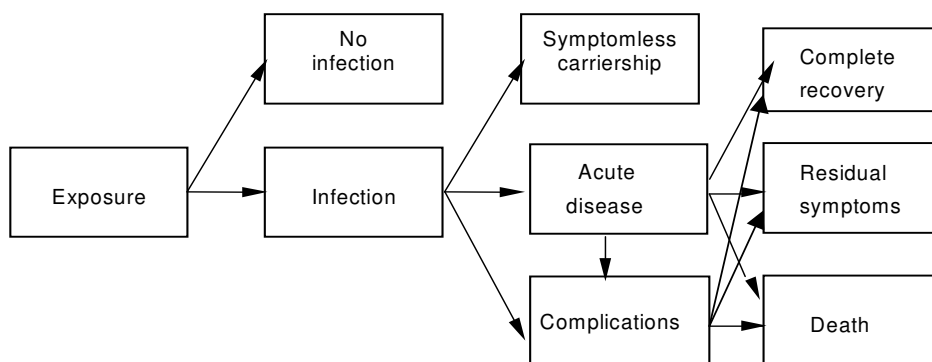 No
infection
Symptomless
carriership
Complete
recovery
Exposure
Infection
Acute
disease
Residual
symptoms
Complications
Death